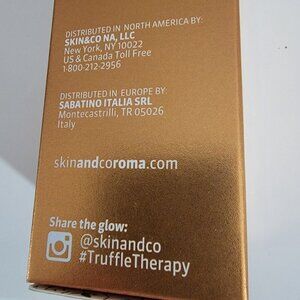 DISTRIBUTED IN NORTH AMERICA BY:
SKIN&CO NA, LLC
New York, NY 10022
US & Canada Toll Free
1-800-212-2956
DISTRIBUTED IN EUROPE BY:
SABATINO ITALIA SRL
Montecastrilli, TR 05026
Italy
skinandcoroma.com
Share the glow:
@skinandco
#TruffleTherapy